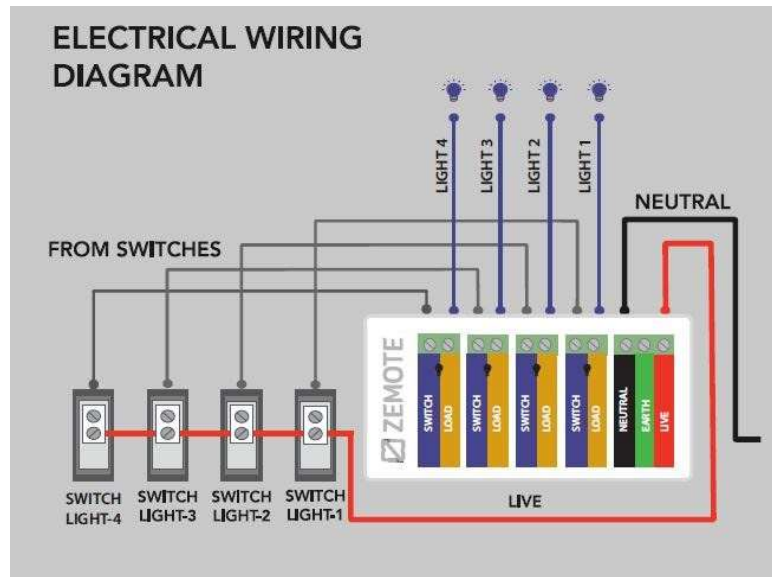 ELECTRICAL WIRING
DIAGRAM
LIGHT 4
LIGHT 3
LIGHT 2
LIGHT 1
NEUTRAL
FROM SWITCHES
ZEMOTE
SWITCH
LOAD
SWITCH
LOAD
SWITCH
LOAD
SWITCH
LOAD
NEUTRAL
EARTH
LIVE
SWITCH
LIGHT-4
SWITCH
LIGHT-3
SWITCH
LIGHT-2
SWITCH
LIGHT-1
LIVE